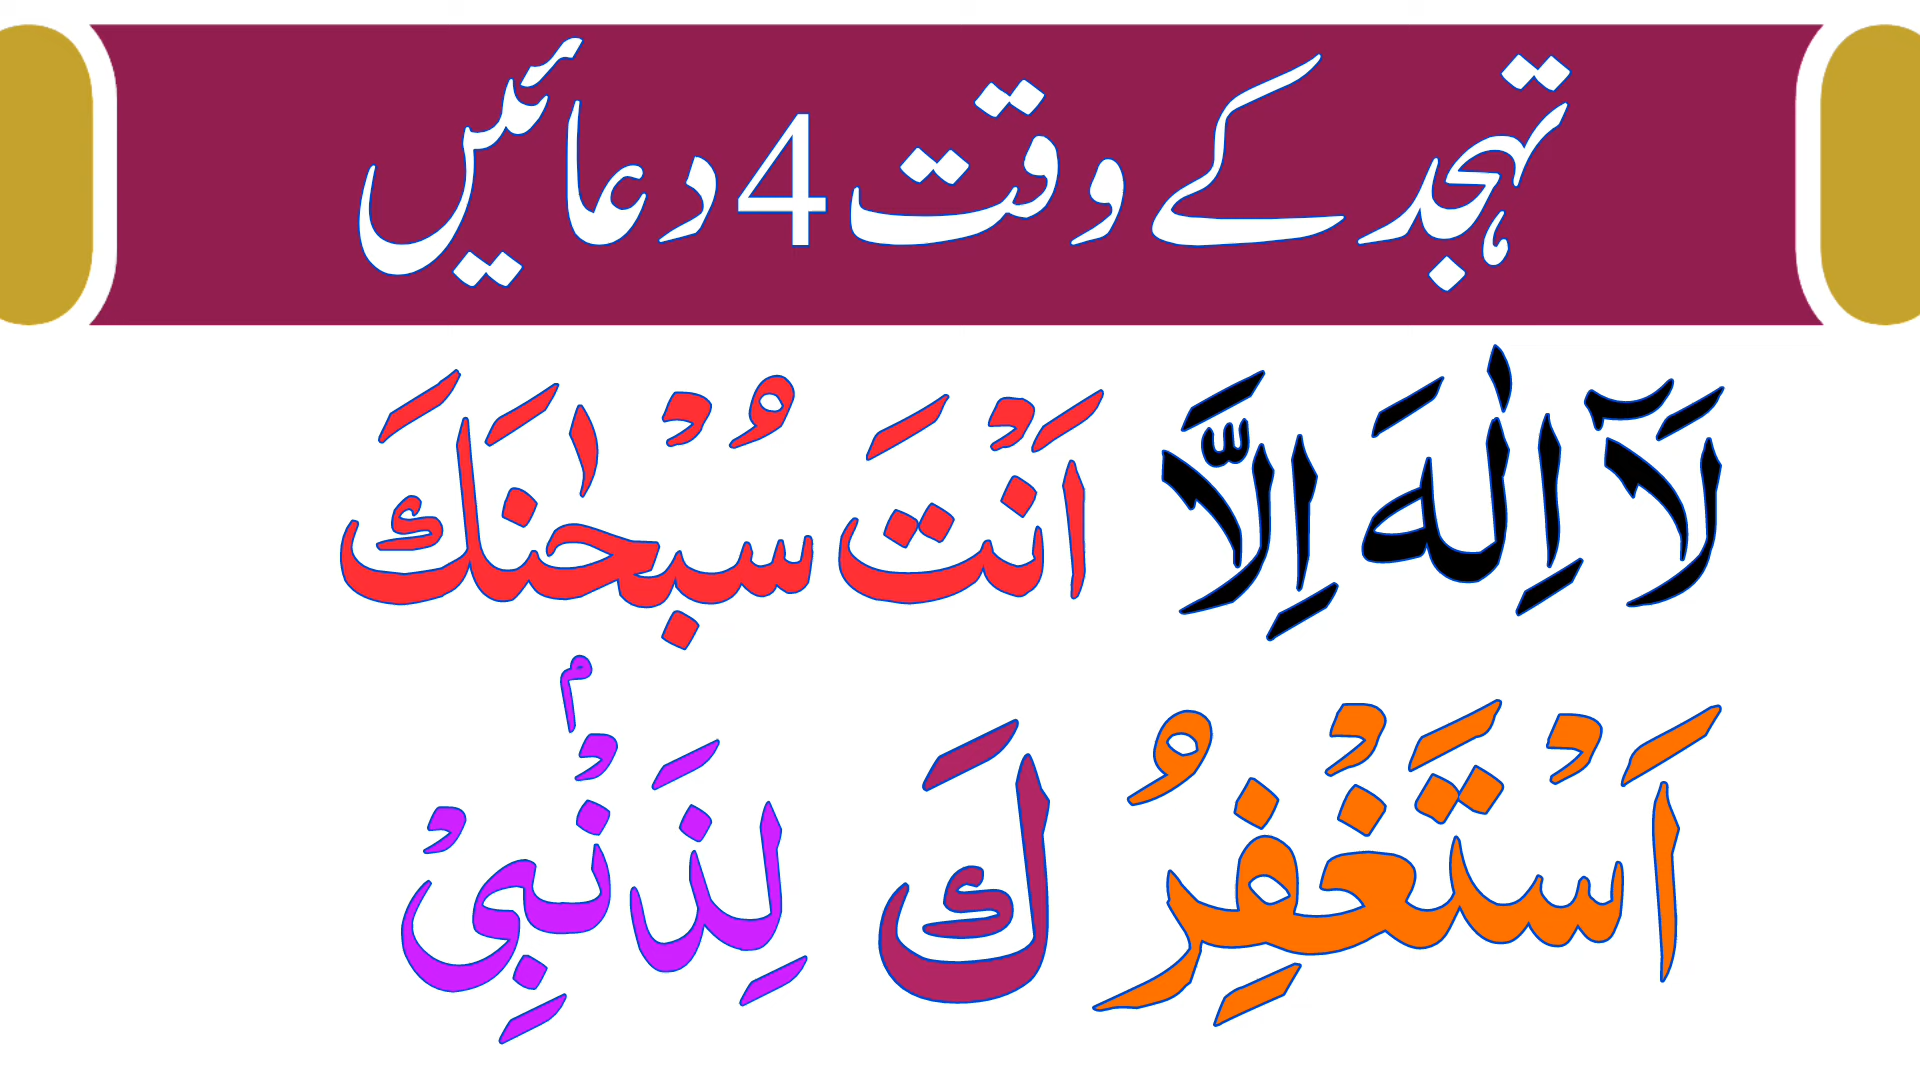 تہجد کے وقت 4 دعائیں
لَآ اِلٰهَ اِلَّا اَنْتَ سُبْحٰنَكَ
اَسْتَغْفِرُ كَ لِذَنْۢبِیْ